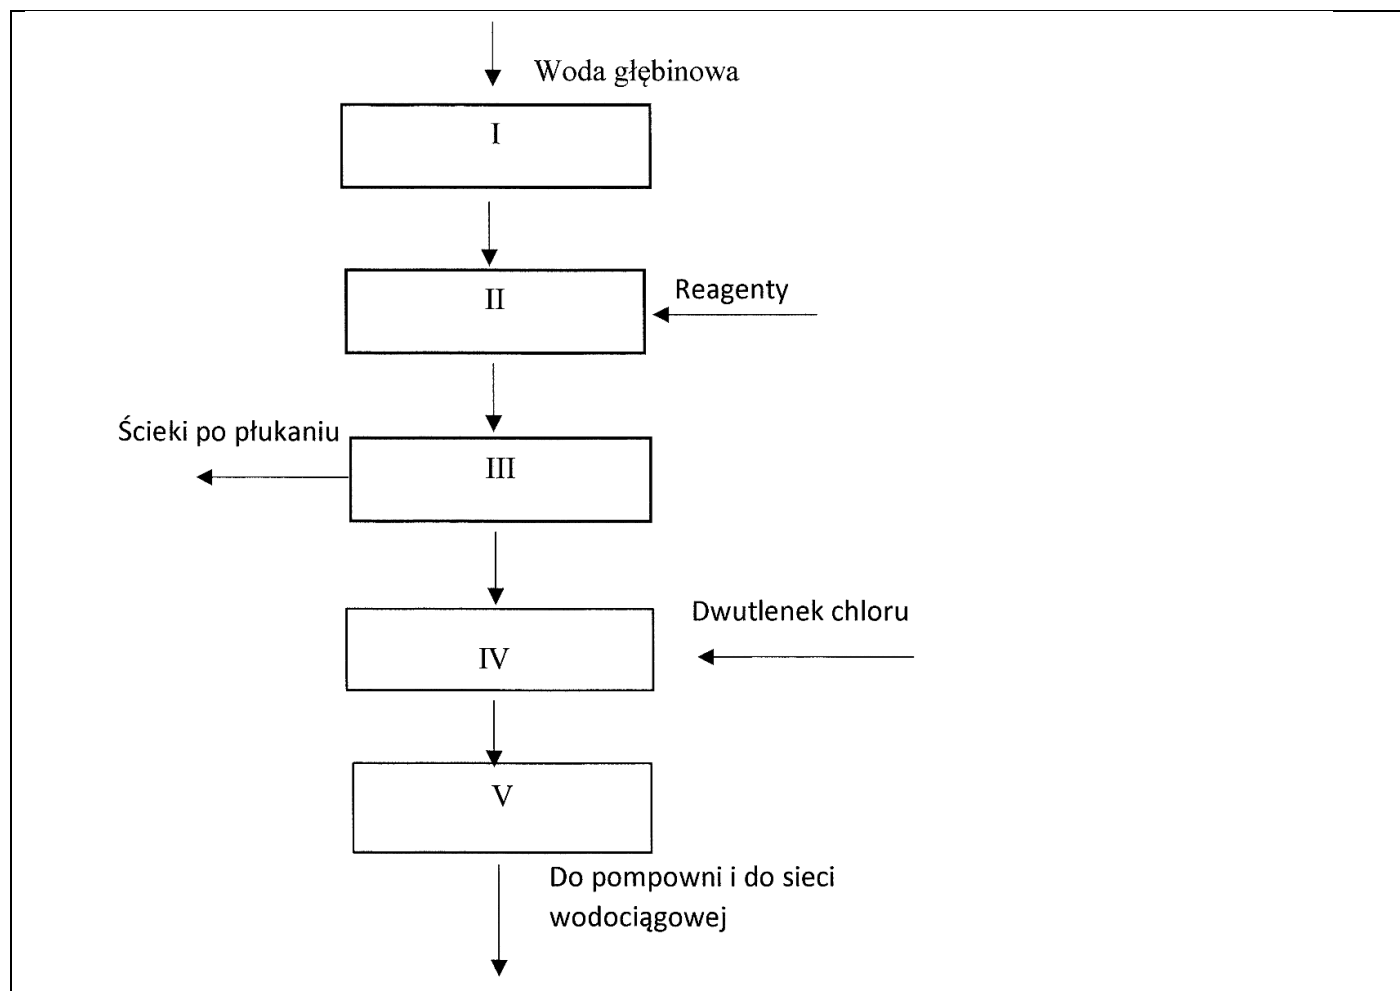 Woda głębinowa
I
II
Reagenty
Ścieki po płukaniu
III
Dwutlenek chloru
IV
V
Do pompowni i do sieci
wodociągowej